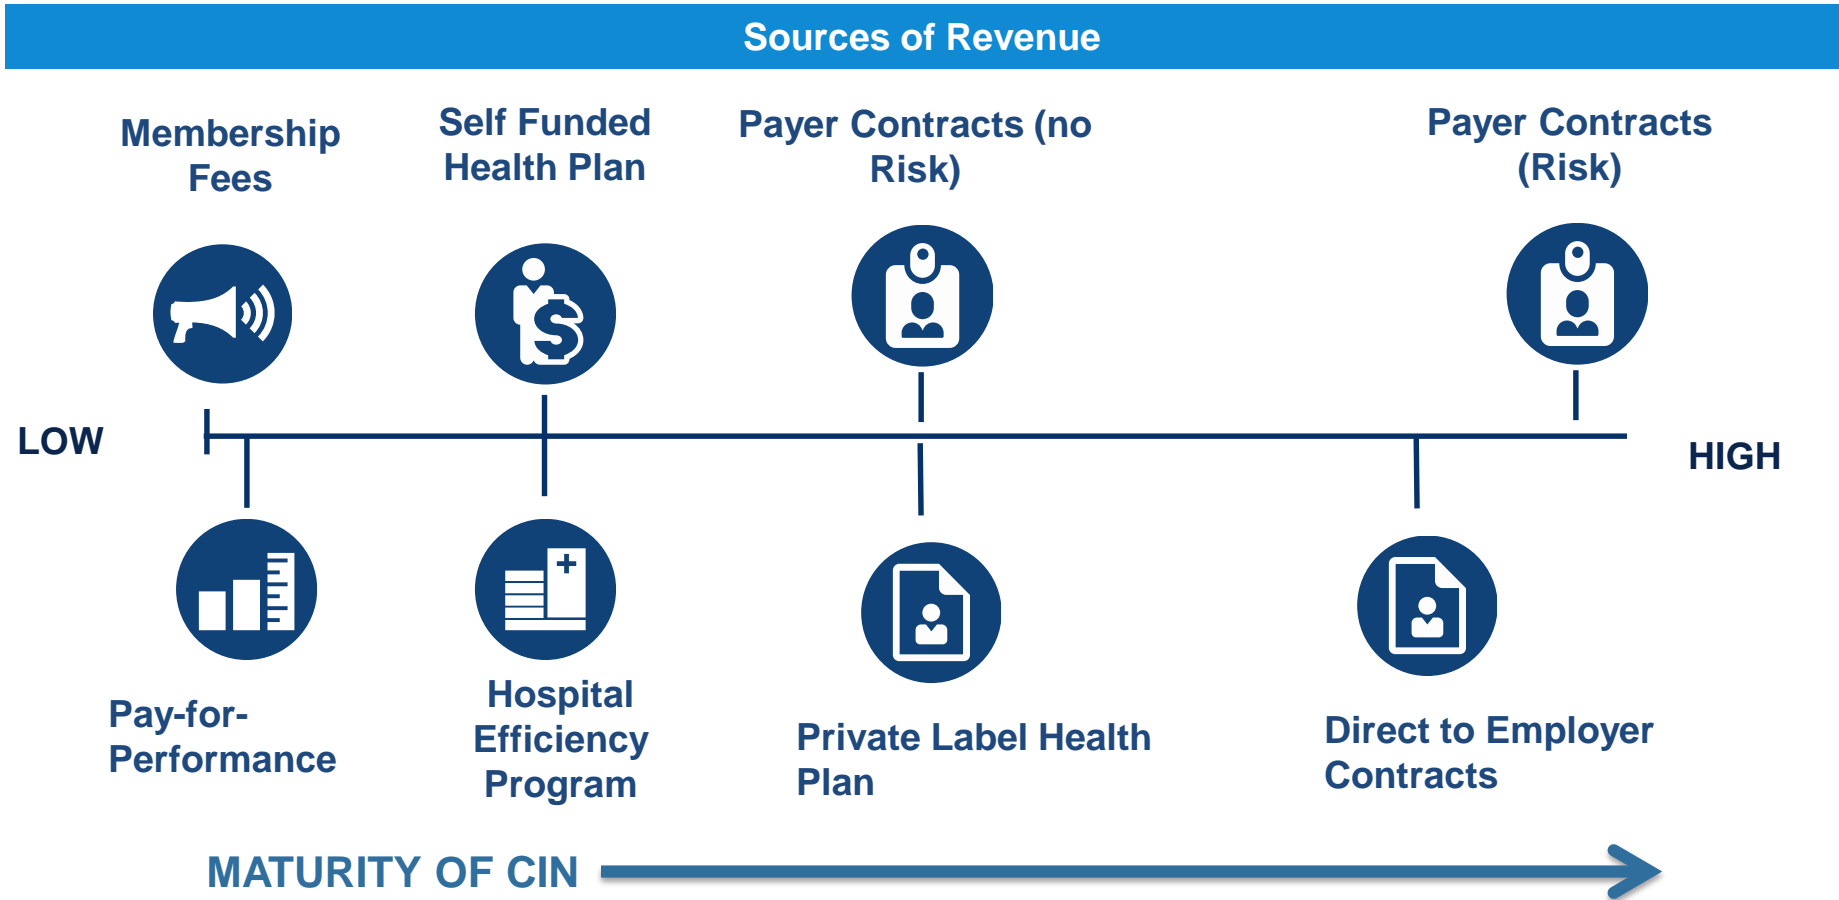 Sources of Revenue
Membership
Fees
Self Funded
Health Plan
Payer Contracts (no
Risk)
Payer Contracts
(Risk)
LOW
HIGH
Pay-for-
Performance
Hospital
Efficiency
Program
Private Label Health
Plan
Direct to Employer
Contracts
MATURITY OF CIN